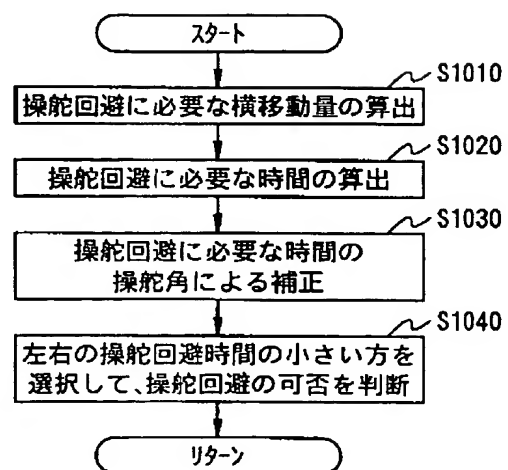 スタート
S1010
操舵回避に必要な横移動量の算出
S1020
操舵回避に必要な時間の算出
S1030
操舵回避に必要な時間の
操舵角による補正
S1040
左右の操舵回避時間の小さい方を
選択して、操舵回避の可否を判断
リターン